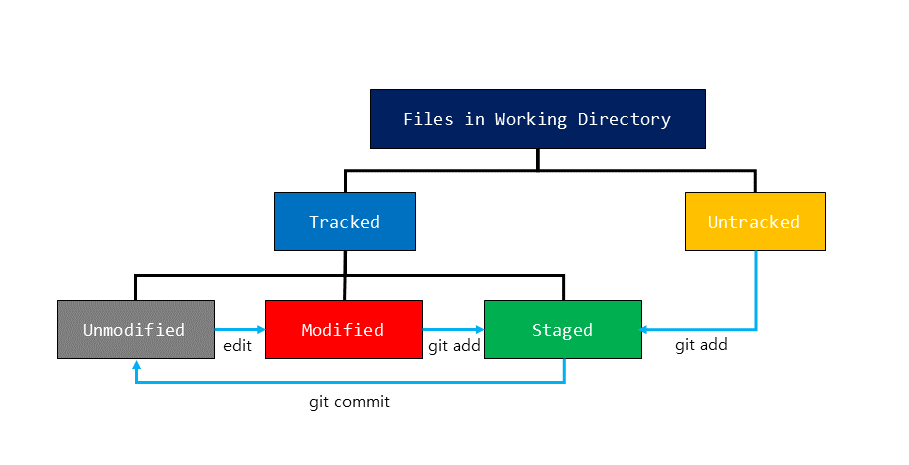 Files in Working Directory
Tracked
Untracked
Unmodified
Modified
Staged
edit
git add
git add
git commit